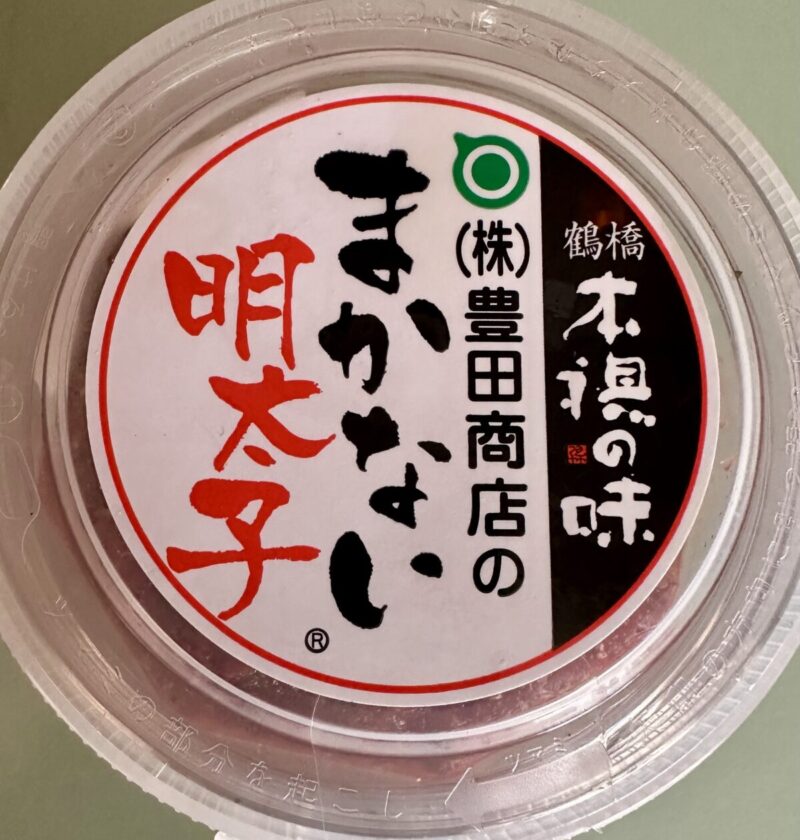 鶴橋
本梘の味
(株)豊田商店の
まかない
明太子
®
の部分を起こし